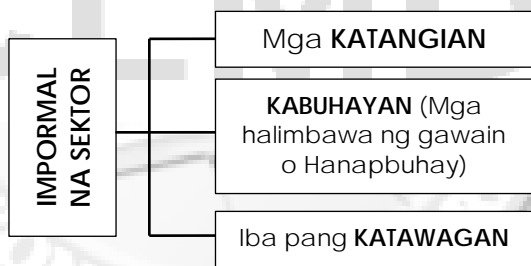 IMPORMAL
NA SEKTOR
Mga KATANGIAN
KABUHAYAN (Mga
halimbawa ng gawain
o Hanapbuhay)
Iba pang KATAWAGAN